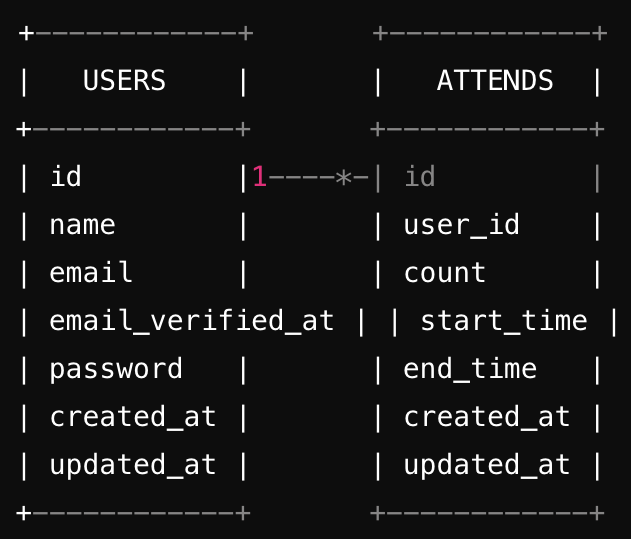 +-------------+       +-------------+
|   USERS     |       |   ATTENDS   |
+-------------+       +-------------+
| id          |1----*-| id          |
| name        |       | user_id     |
| email       |       | count       |
| email_verified_at | | start_time |
| password    |       | end_time    |
| created_at  |       | created_at  |
| updated_at  |       | updated_at  |
+-------------+       +-------------+